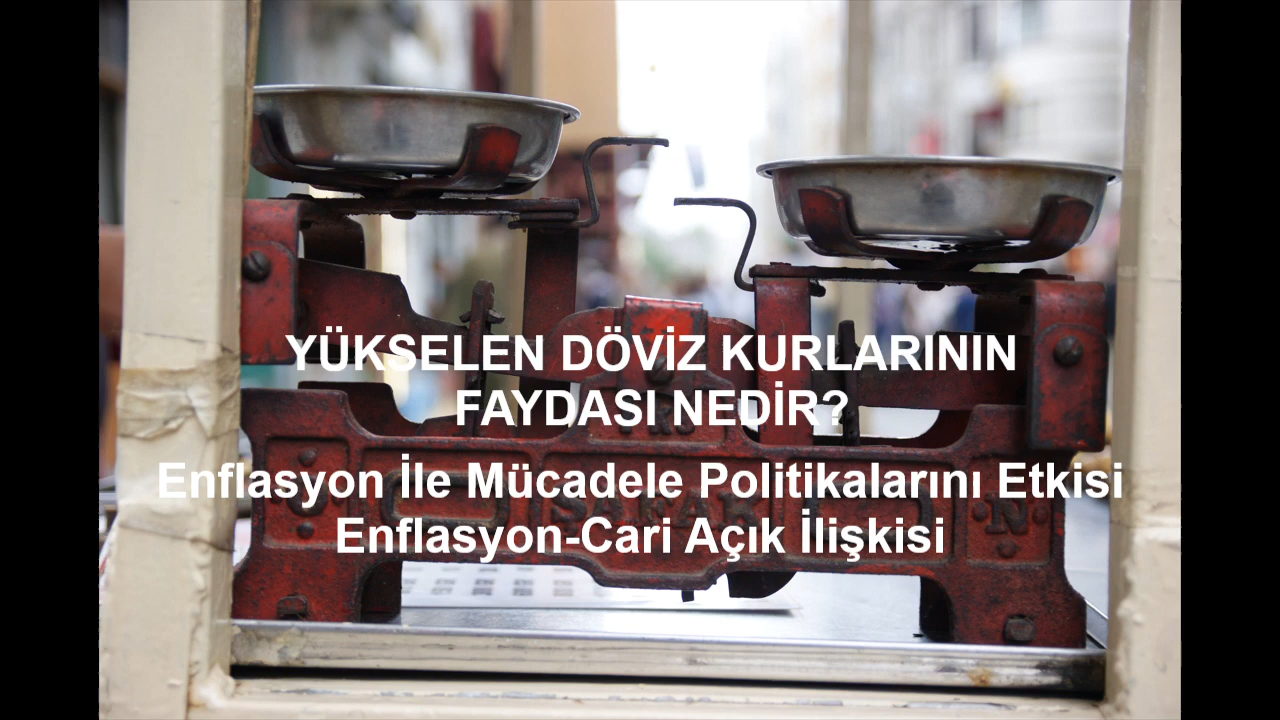 YÜKSELEN DÖVİZ KURLARININ
FAYDASI NEDİR?
Enflasyon İle Mücadele Politikalarını Etkisi
Enflasyon-Cari Açık İlişkisi